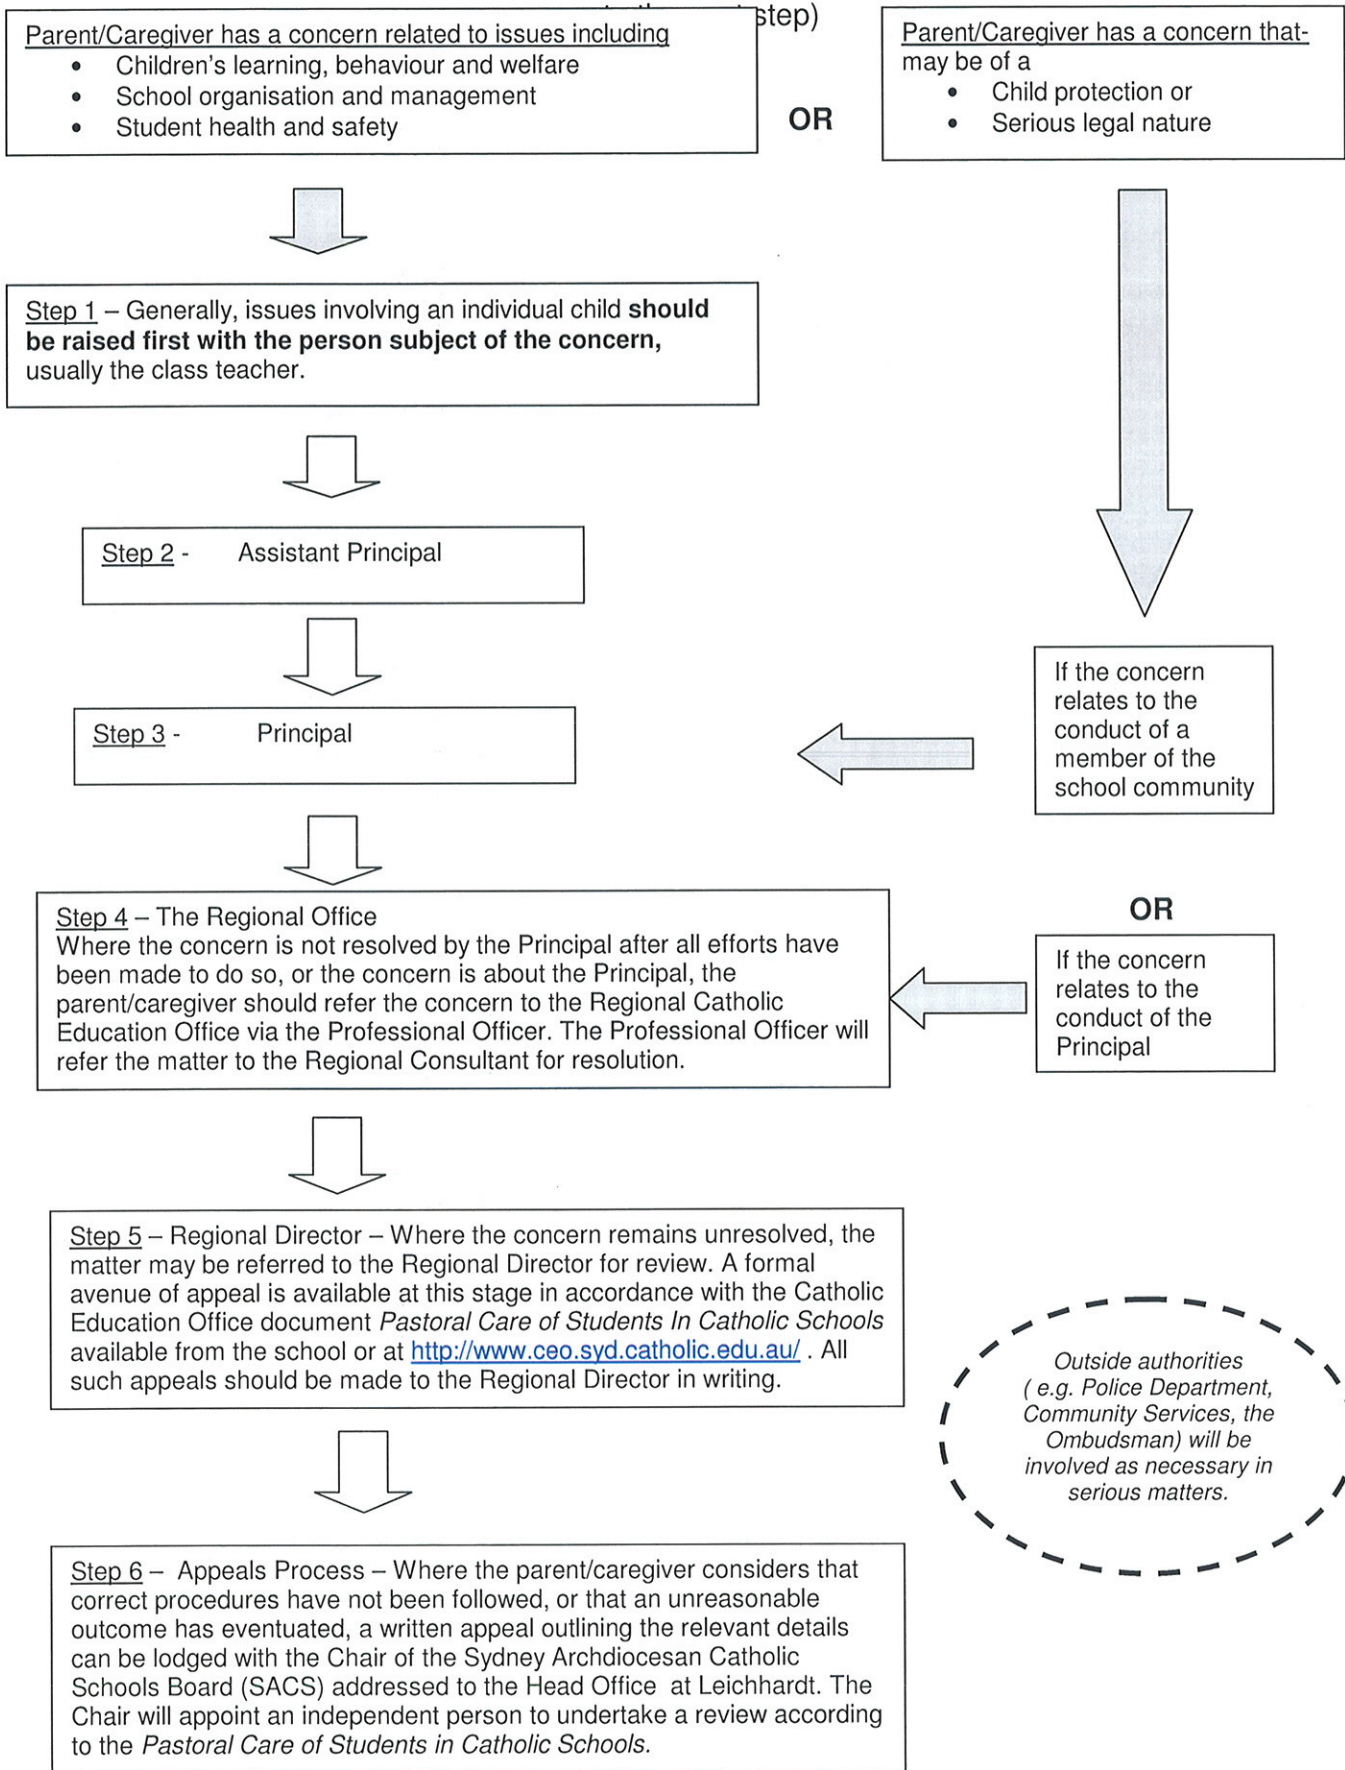 step)
Parent/Caregiver has a concern related to issues including
• Children's learning, behaviour and welfare
• School organisation and management
• Student health and safety
OR
Parent/Caregiver has a concern that-
may be of a
• Child protection or
• Serious legal nature
Step 1 – Generally, issues involving an individual child should
be raised first with the person subject of the concern,
usually the class teacher.
Step 2 - Assistant Principal
Step 3 - Principal
If the concern
relates to the
conduct of a
member of the
school community
OR
If the concern
relates to the
conduct of the
Principal
Step 4 – The Regional Office
Where the concern is not resolved by the Principal after all efforts have
been made to do so, or the concern is about the Principal, the
parent/caregiver should refer the concern to the Regional Catholic
Education Office via the Professional Officer. The Professional Officer will
refer the matter to the Regional Consultant for resolution.
Step 5 – Regional Director – Where the concern remains unresolved, the
matter may be referred to the Regional Director for review. A formal
avenue of appeal is available at this stage in accordance with the Catholic
Education Office document Pastoral Care of Students In Catholic Schools
available from the school or at http://www.ceo.syd.catholic.edu.au/ . All
such appeals should be made to the Regional Director in writing.
Outside authorities
( e.g. Police Department,
Community Services, the
Ombudsman) will be
involved as necessary in
serious matters.
Step 6 – Appeals Process – Where the parent/caregiver considers that
correct procedures have not been followed, or that an unreasonable
outcome has eventuated, a written appeal outlining the relevant details
can be lodged with the Chair of the Sydney Archdiocesan Catholic
Schools Board (SACS) addressed to the Head Office at Leichhardt. The
Chair will appoint an independent person to undertake a review according
to the Pastoral Care of Students in Catholic Schools.